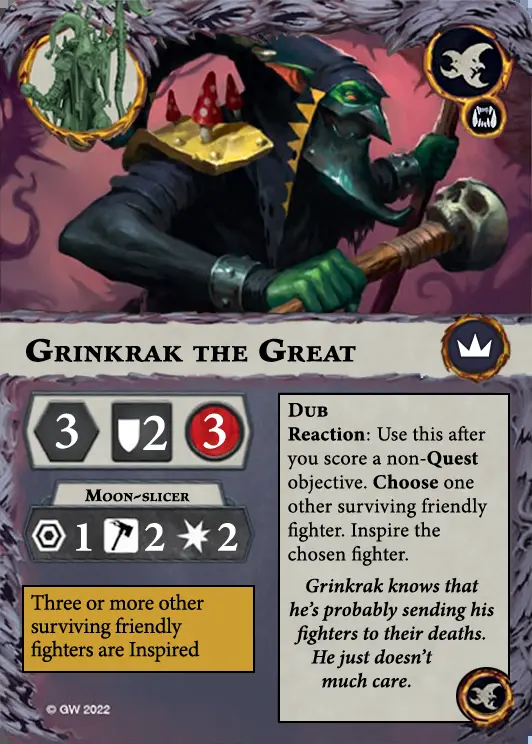 Grinkrak the Great
3 2 3
Moon-slicer
1 2 2
Three or more other
surviving friendly
fighters are Inspired
Dub
Reaction: Use this after
you score a non-Quest
objective. Choose one
other surviving friendly
fighter. Inspire the
chosen fighter.
Grinkrak knows that
he's probably sending his
fighters to their deaths.
He just doesn't
much care.
© GW 2022